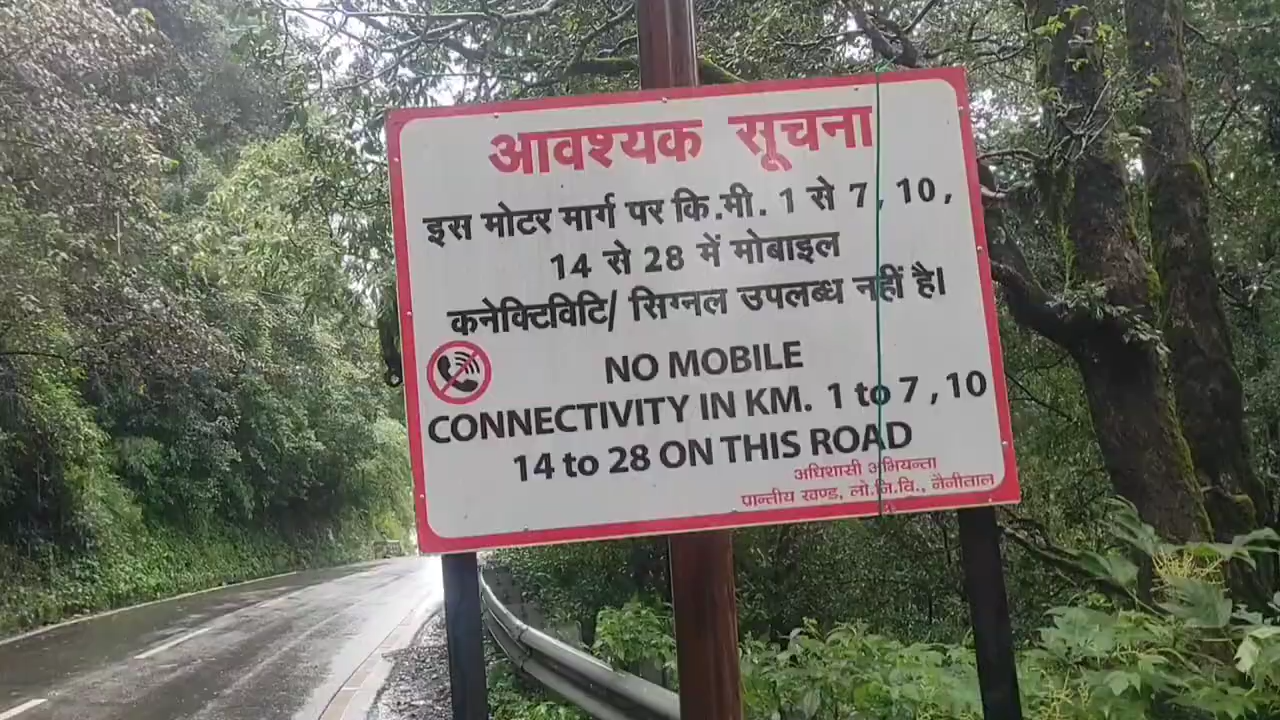 आवश्यक सूचना
इस मोटर मार्ग पर कि.मी. 1 से 7, 10,
14 से 28 में मोबाइल
कनेक्टिविटि/ सिग्नल उपलब्ध नहीं है।
NO MOBILE
CONNECTIVITY IN KM. 1 to 7, 10
14 to 28 ON THIS ROAD
अधिशासी अभियन्ता
प्रान्तीय खण्ड, लो.नि.वि., नैनीताल